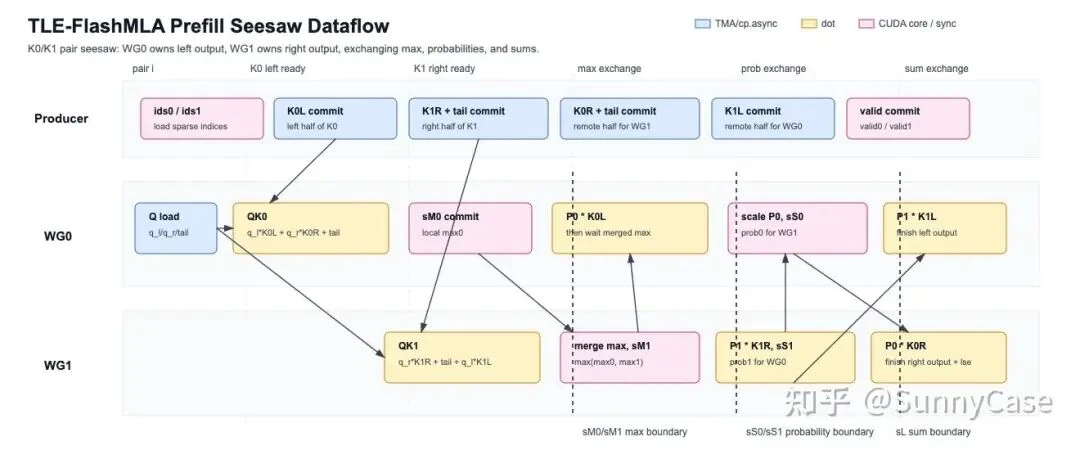 TLE-FlashMLA Prefill Seesaw Dataflow
TMA/cp.async
dot
CUDA core / sync
K0/K1 pair seesaw: WG0 owns left output, WG1 owns right output, exchanging max, probabilities, and sums.
pair i
K0 left ready
K1 right ready
max exchange
prob exchange
sum exchange
Producer
ids0 / ids1
load sparse indices
K0L commit
left half of K0
K1R + tail commit
right half of K1
K0R + tail commit
remote half for WG1
K1L commit
remote half for WG0
valid commit
valid0 / valid1
WG0
Q load
q_l/q_r/tail
QK0
q_l*K0L + q_r*K0R + tail
sM0 commit
local max0
P0 * K0L
then wait merged max
scale P0, sS0
prob0 for WG1
P1 * K1L
finish left output
WG1
QK1
q_r*K1R + tail + q_l*K1L
merge max, sM1
max(max0, max1)
P1 * K1R, sS1
prob1 for WG0
P0 * K0R
finish right output + lse
sM0/sM1 max boundary
sS0/sS1 probability boundary
sL sum boundary
知乎 @SunnyCase